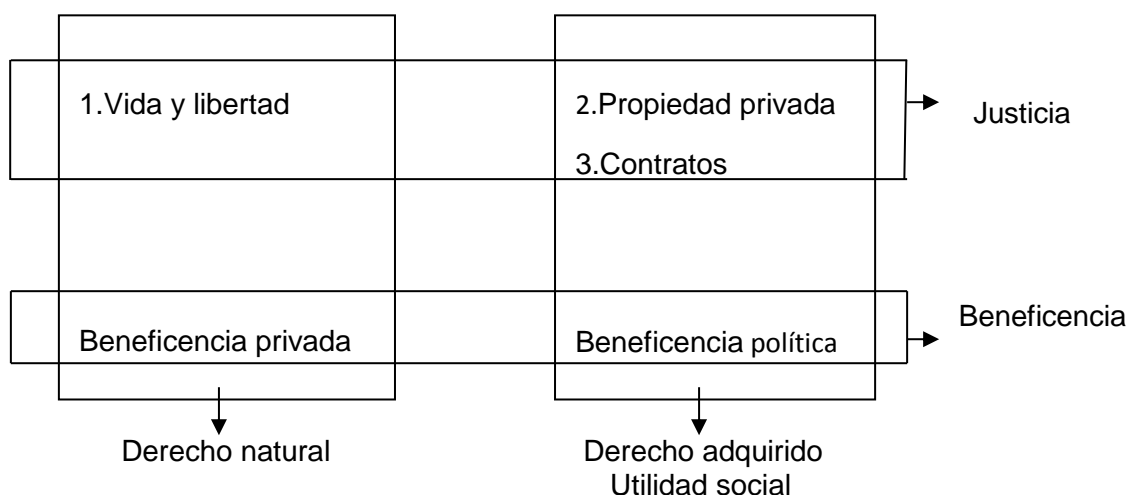 1.Vida y libertad
2.Propiedad privada
3.Contratos
Justicia
Beneficencia privada
Beneficencia política
Beneficencia
Derecho natural
Derecho adquirido
Utilidad social